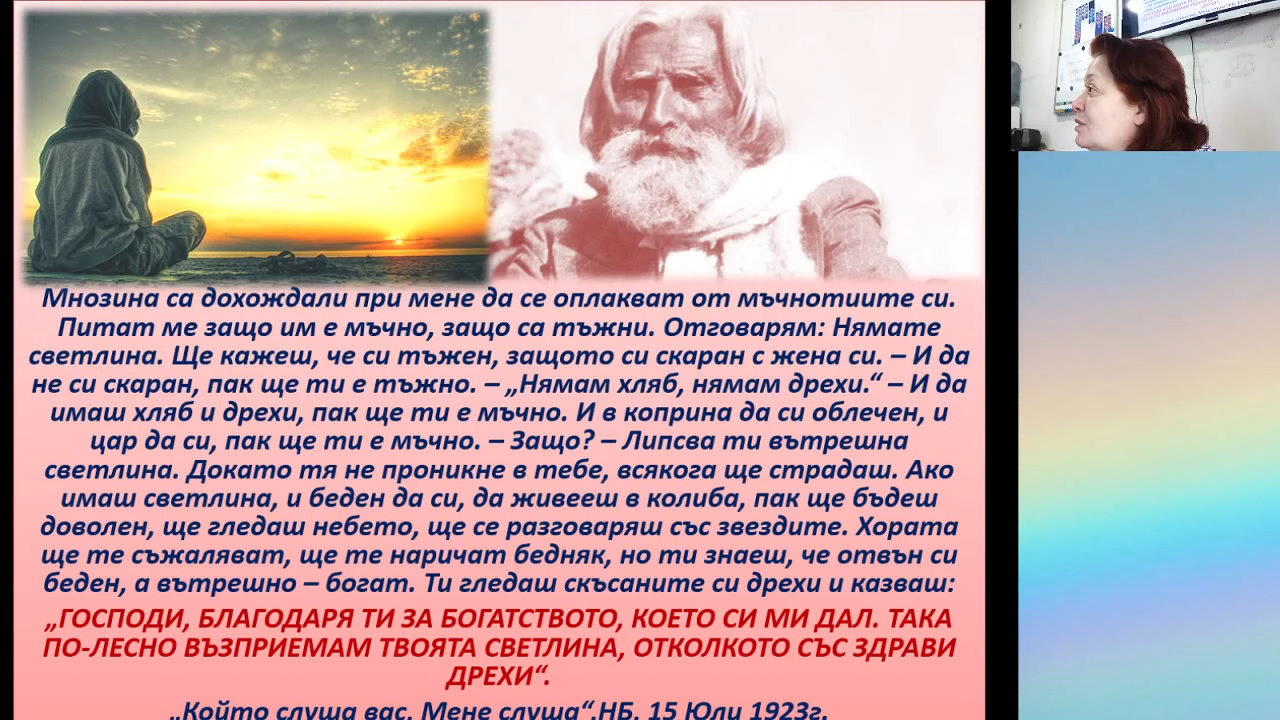 Мнозина са дохождали при мене да се оплакват от мъчнотиите си.
Питат ме защо им е мъчно, защо са тъжни. Отговарям: Нямате
светлина. Ще кажеш, че си тъжен, защото си скаран с жена си. – И да
не си скаран, пак ще ти е тъжно. – „Нямам хляб, нямам дрехи.“ – И да
имаш хляб и дрехи, пак ще ти е мъчно. И в коприна да си облечен, и
цар да си, пак ще ти е мъчно. – Защо? – Липсва ти вътрешна
светлина. Докато тя не проникне в тебе, всякога ще страдаш. Ако
имаш светлина, и беден да си, да живееш в колиба, пак ще бъдеш
доволен, ще гледаш небето, ще се разговаряш със звездите. Хората
ще те съжаляват, ще те наричат бедняк, но ти знаеш, че отвън си
беден, а вътрешно – богат. Ти гледаш скъсаните си дрехи и казваш:
„ГОСПОДИ, БЛАГОДАРЯ ТИ ЗА БОГАТСТВОТО, КОЕТО СИ МИ ДАЛ. ТАКА
ПО-ЛЕСНО ВЪЗПРИЕМАМ ТВОЯТА СВЕТЛИНА, ОТКОЛКОТО СЪС ЗДРАВИ
ДРЕХИ“.
„Който слуша вас, Мене слуша“,НБ, 15 Юли 1923г.